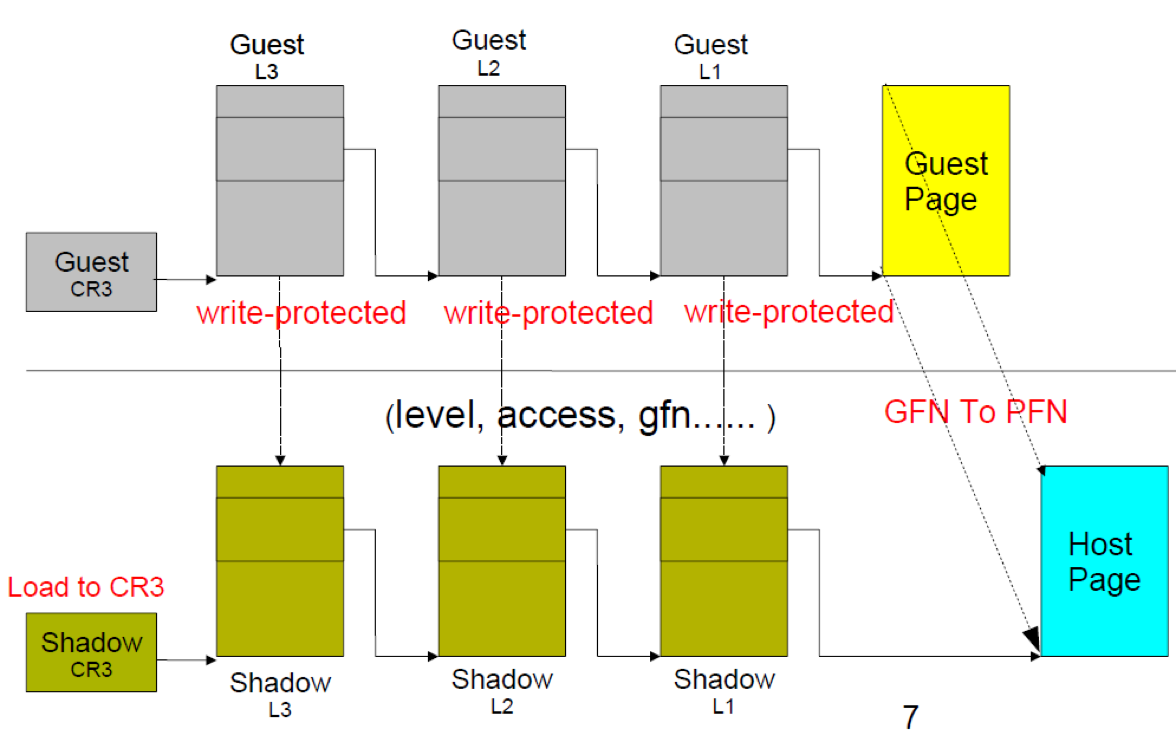 Guest
L3
Guest
L2
Guest
L1
Guest
Page
Guest
CR3
write-protected
write-protected
write-protected
(level, access, gfn...... )
GFN To PFN
Host
Page
Load to CR3
Shadow
CR3
Shadow
L3
Shadow
L2
Shadow
L1
7